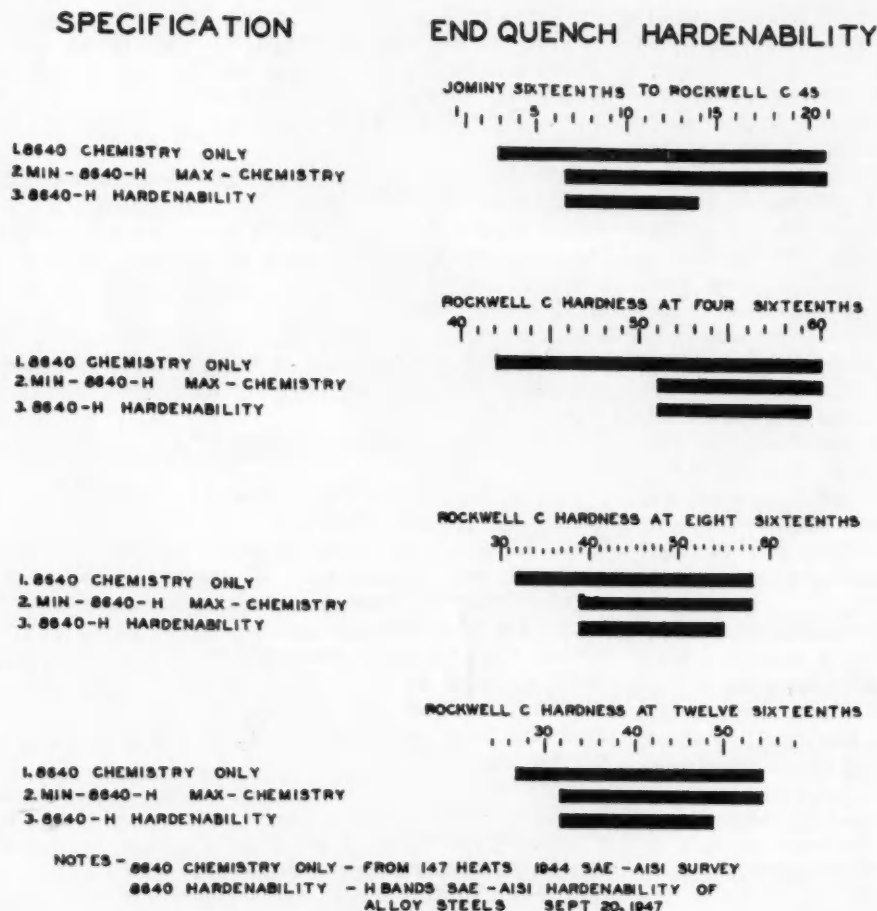 SPECIFICATION
END QUENCH HARDENABILITY
JOMINY SIXTEENTHS TO ROCKWELL C 45
1 5 10 15 20
1.8640 CHEMISTRY ONLY
2.MIN-8640-H MAX-CHEMISTRY
3.8640-H HARDENABILITY
ROCKWELL C HARDNESS AT FOUR SIXTEENTHS
40 50 60
1.8640 CHEMISTRY ONLY
2.MIN-8640-H MAX-CHEMISTRY
3.8640-H HARDENABILITY
ROCKWELL C HARDNESS AT EIGHT SIXTEENTHS
30 40 50 60
1.8640 CHEMISTRY ONLY
2.MIN-8640-H MAX-CHEMISTRY
3.8640-H HARDENABILITY
ROCKWELL C HARDNESS AT TWELVE SIXTEENTHS
30 40 50
1.8640 CHEMISTRY ONLY
2.MIN-8640-H MAX-CHEMISTRY
3.8640-H HARDENABILITY
NOTES - 8640 CHEMISTRY ONLY - FROM 147 HEATS 1944 SAE-AISI SURVEY
8640 HARDENABILITY - H BANDS SAE-AISI HARDENABILITY OF
ALLOY STEELS SEPT 20, 1947